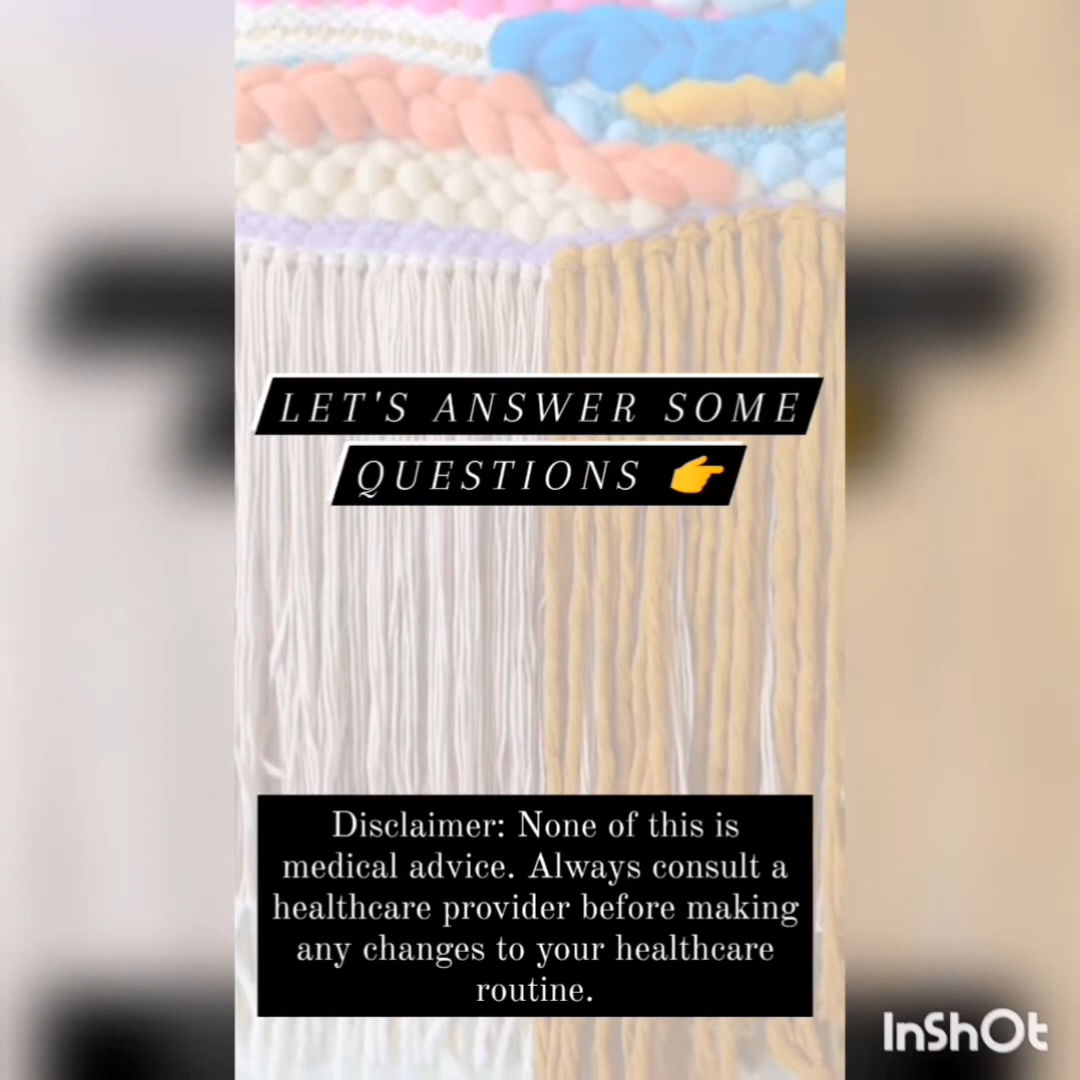 LET'S ANSWER SOME
QUESTIONS 👉
Disclaimer: None of this is
medical advice. Always consult a
healthcare provider before making
any changes to your healthcare
routine.
InShOt